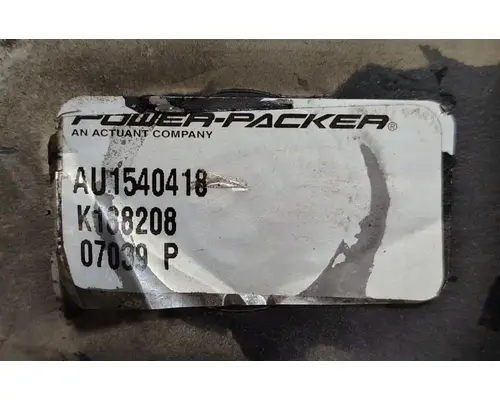 POWER-PACKER®
AN ACTUANT COMPANY
AU1540418
K138208
07039 P